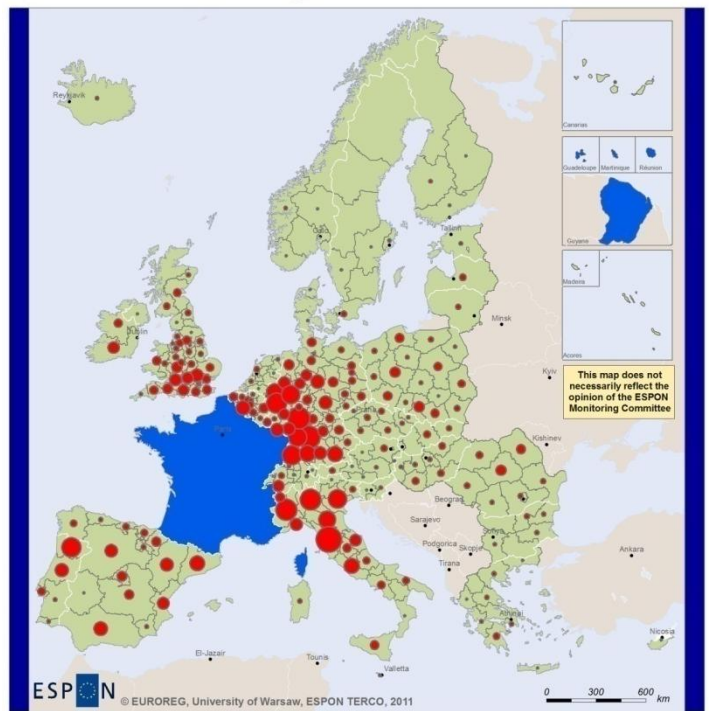 Reykjavik
Canarias
Guadeloupe
Martinique
Réunion
Guyane
Madeira
Acores
Oslo
Tallinn
Dublin
Minsk
This map does not
necessarily reflect the
opinion of the ESPON
Monitoring Committee
Kyiv
Praha
Paris
Kishinev
Beograd
Sarajevo
Sofiya
Podgorica
Skopje
Tirana
Ankara
Athinai
Nicosia
El-Jazair
Tounis
Valletta
ESPON
© EUROREG, University of Warsaw, ESPON TERCO, 2011
0 300 600
km